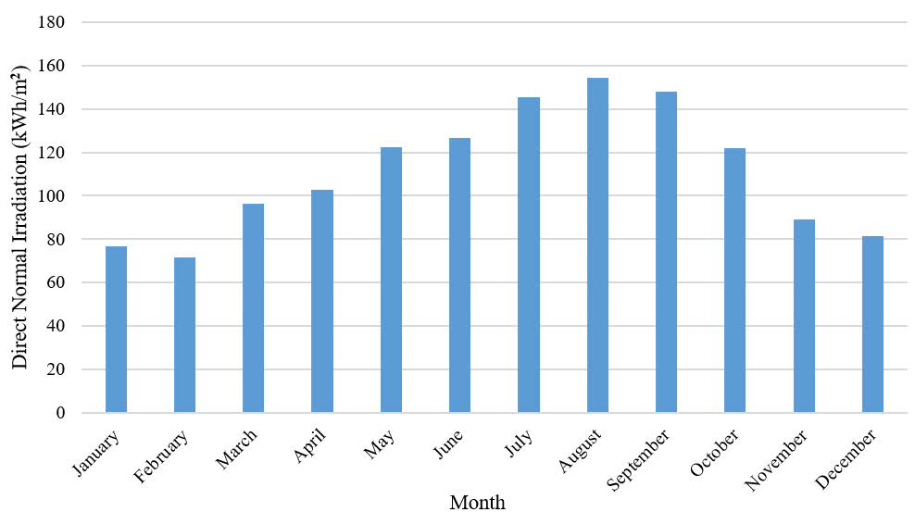 Direct Normal Irradiation (kWh/m²)
180
160
140
120
100
80
60
40
20
0
January
February
March
April
May
June
July
August
September
October
November
December
Month